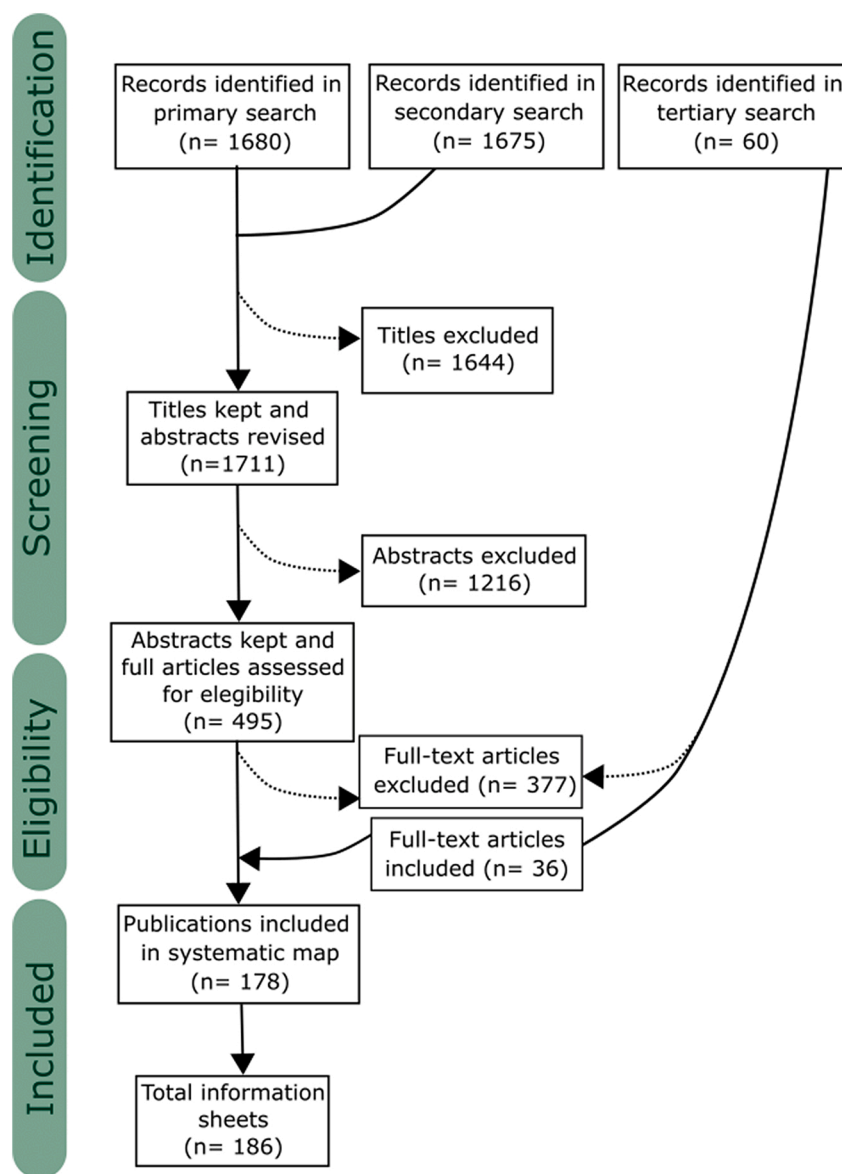 Identification
Records identified in
primary search
(n= 1680)
Records identified in
secondary search
(n= 1675)
Records identified in
tertiary search
(n= 60)
Screening
Titles excluded
(n= 1644)
Titles kept and
abstracts revised
(n=1711)
Abstracts excluded
(n= 1216)
Eligibility
Abstracts kept and
full articles assessed
for elegibility
(n= 495)
Full-text articles
excluded (n= 377)
Full-text articles
included (n= 36)
Included
Publications included
in systematic map
(n= 178)
Total information
sheets
(n= 186)